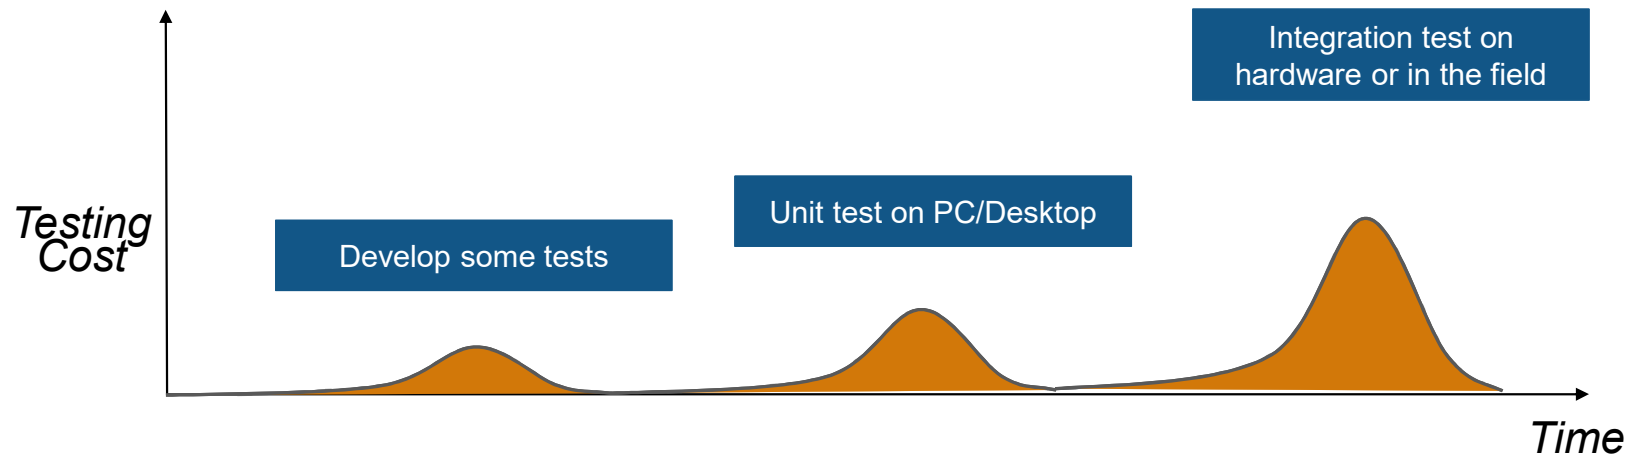 Integration test on
hardware or in the field
Unit test on PC/Desktop
Develop some tests
Testing
Cost
Time